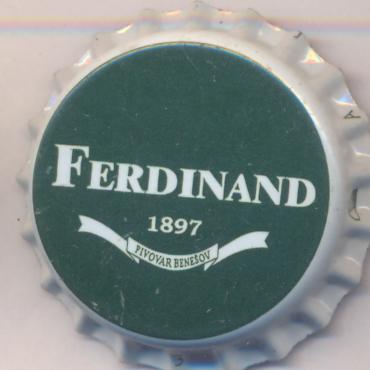 FERDINAND
1897
PIVOVAR BENEŠOV